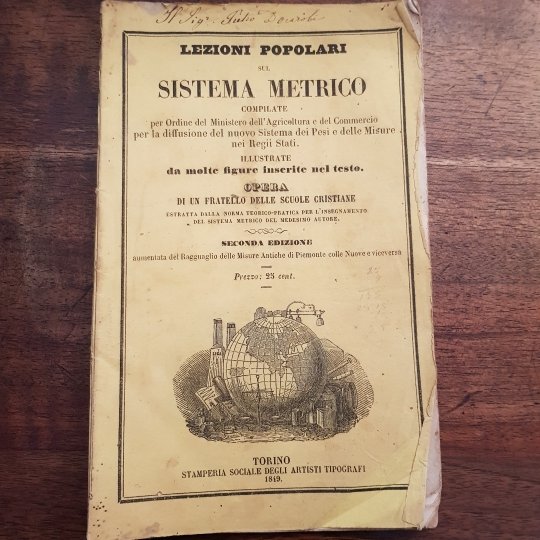 Il Sigr.
LEZIONI POPOLARI
SUL
SISTEMA METRICO
COMPILATE
per Ordine del Ministero dell'Agricoltura e del Commercio
per la diffusione del nuovo Sistema dei Pesi e delle Misure
nei Regii Stati.
ILLUSTRATE
da molte figure inserite nel testo.
OPERA
DI UN FRATELLO DELLE SCUOLE CRISTIANE
ESTRATTA DALLA NORMA TEORICO-PRATICA PER L'INSEGNAMENTO
DEL SISTEMA METRICO DEL MEDESIMO AUTORE.
SECONDA EDIZIONE
aumentata del Ragguaglio delle Misure Antiche di Piemonte colle Nuove e viceversa
Prezzo: 25 cent.
TORINO
STAMPERIA SOCIALE DEGLI ARTISTI TIPOGRAFI
1849.